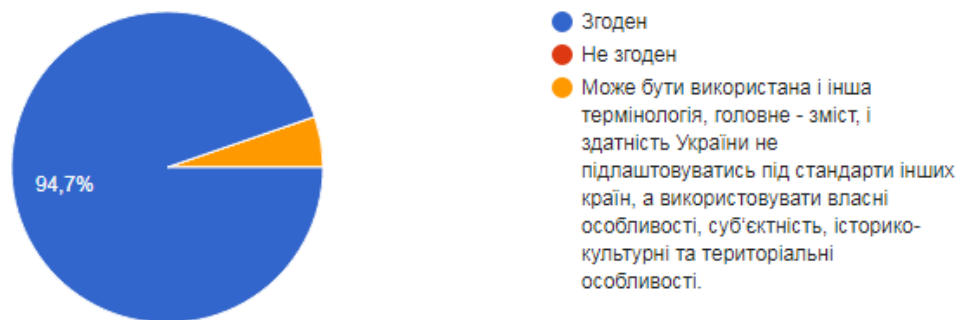 94,7%
Згоден
Не згоден
Може бути використана і інша
термінологія, головне - зміст, і
здатність України не
підлаштовуватись під стандарти інших
країн, а використовувати власні
особливості, суб'єктність, історико-
культурні та територіальні
особливості.